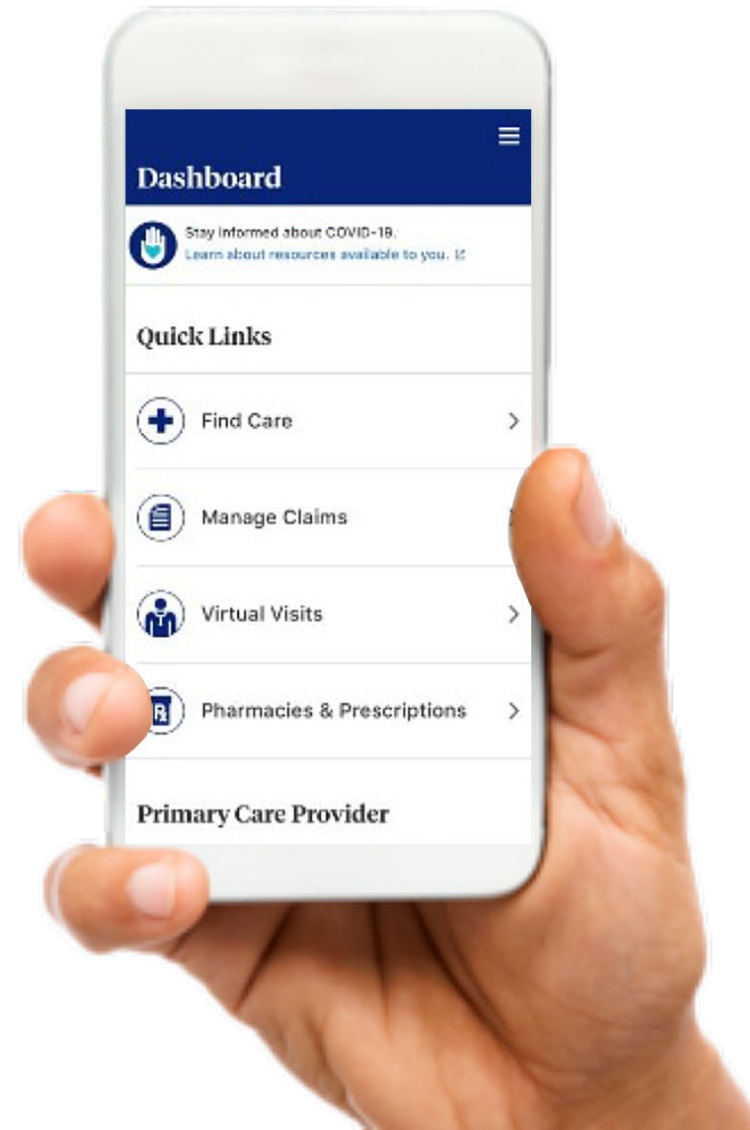 Dashboard
Stay informed about COVID-19.
Learn about resources available to you.
Quick Links
Find Care
Manage Claims
Virtual Visits
Rx
Pharmacies & Prescriptions
Primary Care Provider